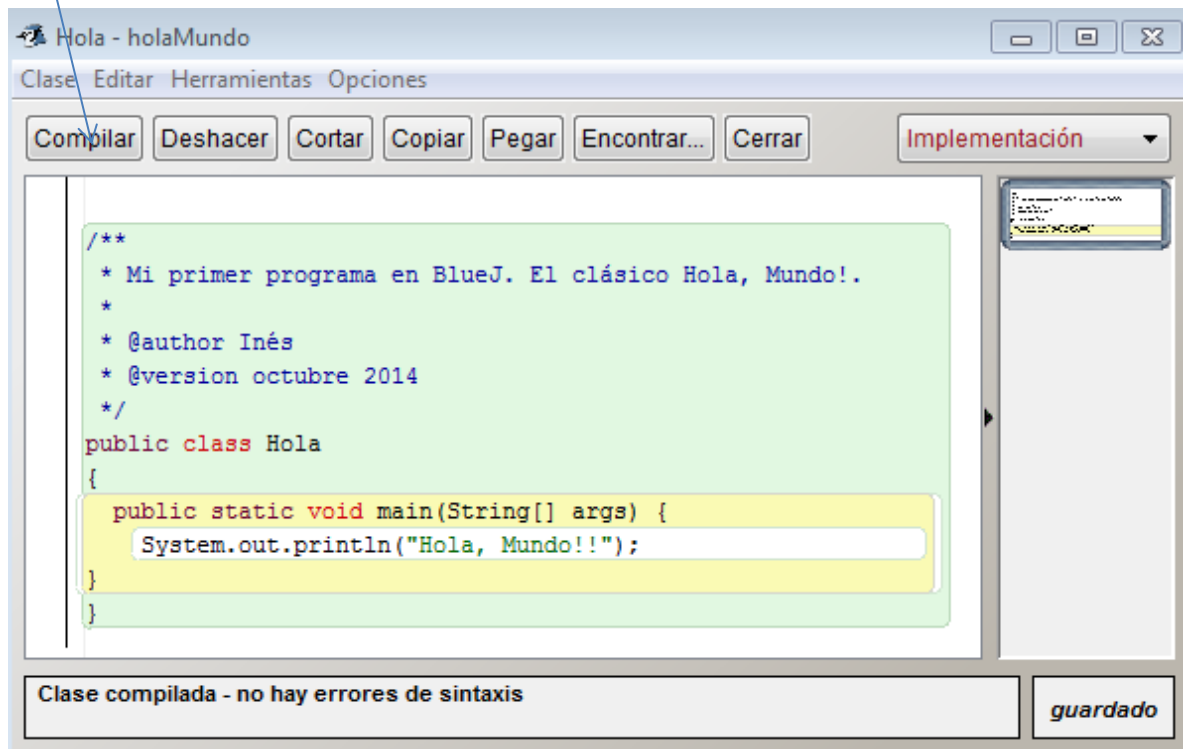 Hola - holaMundo
Clase Editar Herramientas Opciones
Compilar Deshacer Cortar Copiar Pegar Encontrar... Cerrar Implementación
/**
* Mi primer programa en BlueJ. El clásico Hola, Mundo!.
*
* @author Inés
* @version octubre 2014
*/
public class Hola
{
public static void main(String[] args) {
System.out.println("Hola, Mundo!!");
}
}
Clase compilada - no hay errores de sintaxis
guardado